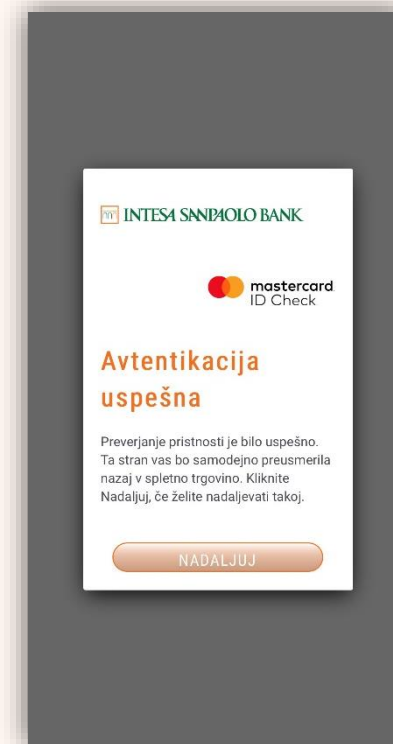 INTESA SANPAOLO BANK
mastercard
ID Check
Avtentikacija
uspešna
Preverjanje pristnosti je bilo uspešno.
Ta stran vas bo samodejno preusmerila
nazaj v spletno trgovino. Kliknite
Nadaljuj, če želite nadaljevati takoj.
NADALJUJ